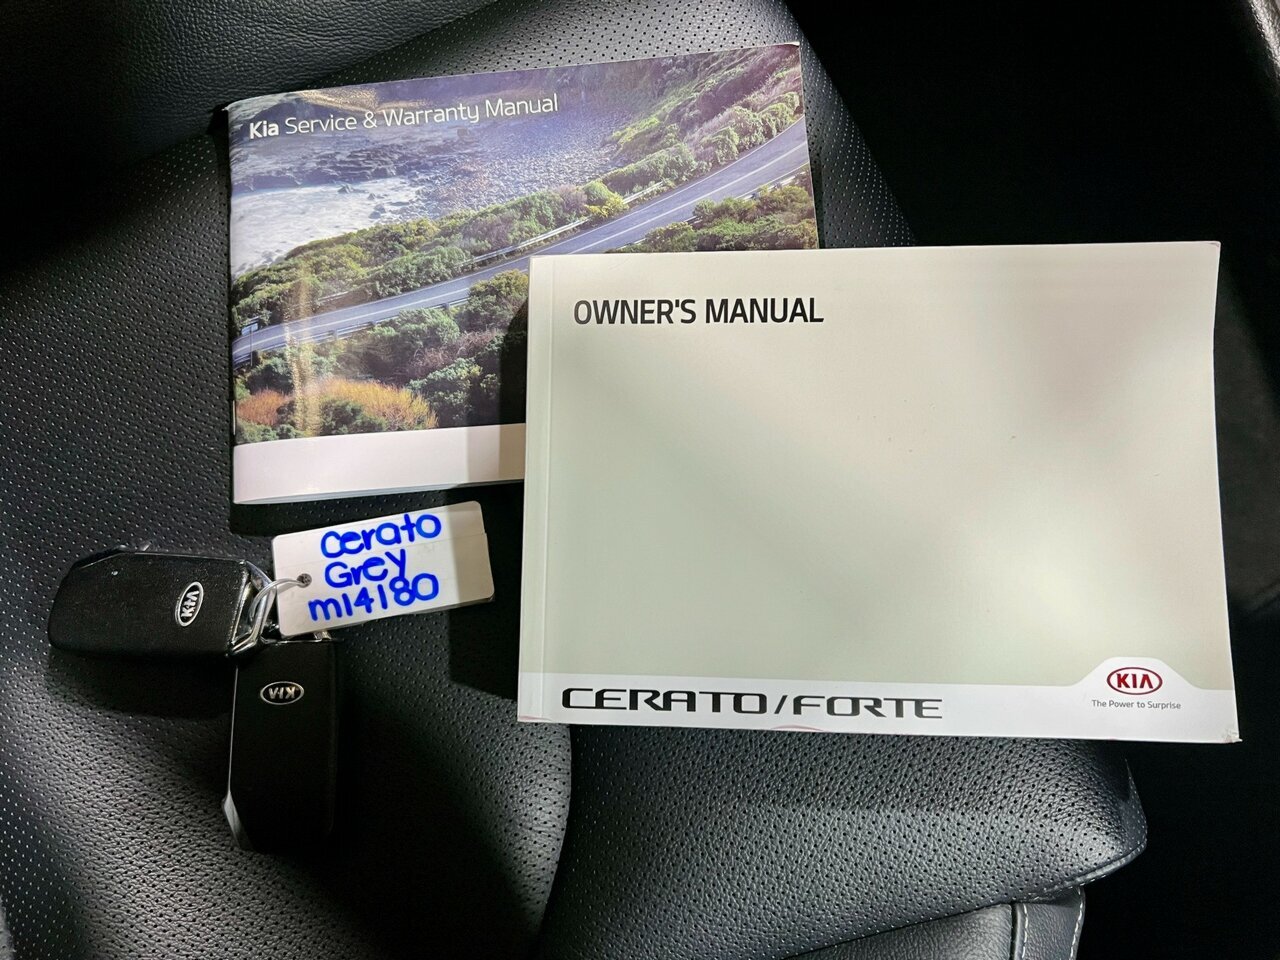 Kia Service & Warranty Manual
OWNER'S MANUAL
Cerato
Grey
m14180
KIA
KIA
CERATO/FORTE
KIA
The Power to Surprise